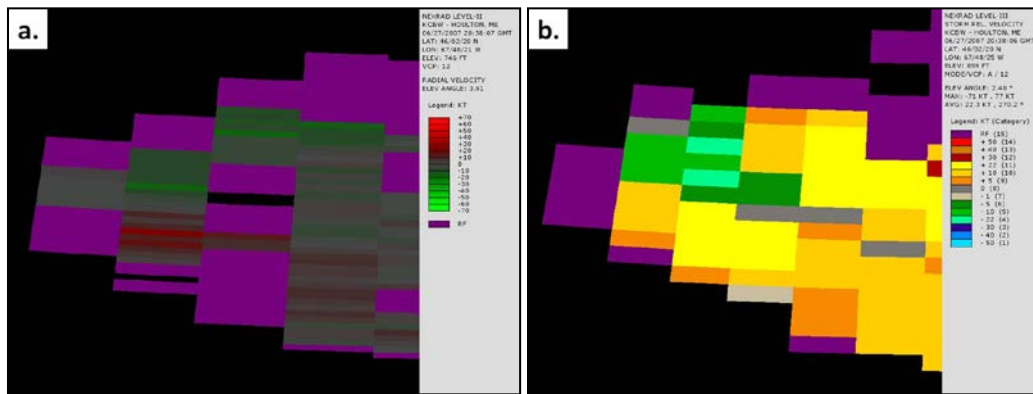 a.
NEXRAD LEVEL-II
KCBW - HOULTON, ME
06/27/2007 20:38:07 GMT
LAT: 46/02/20 N
LON: 67/48/21 W
ELEV: 746 FT
VCP: 12
RADIAL VELOCITY
ELEV ANGLE: 3.01
Legend: KT
+70
+60
+50
+40
+30
+20
+10
0
-10
-20
-30
-40
-50
-60
-70
RF
b.
NEXRAD LEVEL-III
STORM REL. VELOCITY
KCBW - HOULTON, ME
06/27/2007 20:38:06 GMT
LAT: 46/02/20 N
LON: 67/48/25 W
ELEV: 859 FT
MODE/VCP: A / 12
ELEV ANGLE: 2.40 °
MAX: -71 KT , 77 KT
AVG: 22.3 KT , 270.2 °
Legend: KT (Category)
RF (15)
+ 50 (14)
+ 40 (13)
+ 30 (12)
+ 22 (11)
+ 10 (10)
+ 5 (9)
0 (8)
- 1 (7)
- 5 (6)
- 10 (5)
- 22 (4)
- 30 (3)
- 40 (2)
- 50 (1)